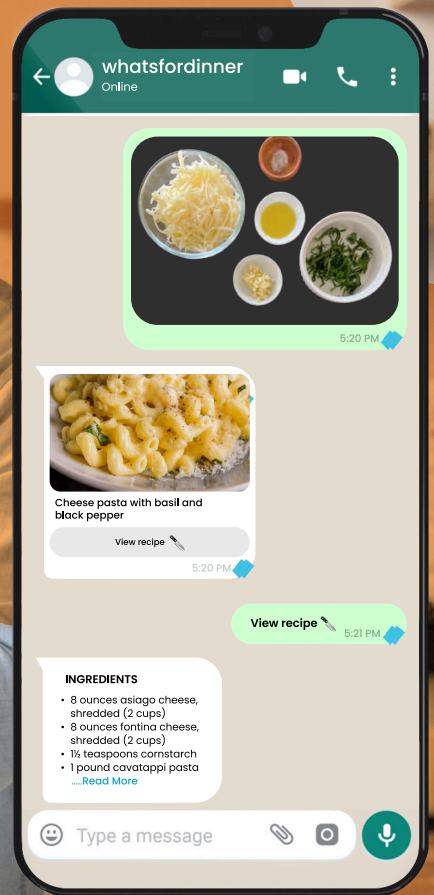 whatsfordinner
Online
5:20 PM
Cheese pasta with basil and
black pepper
View recipe
5:20 PM
View recipe
5:21 PM
INGREDIENTS
• 8 ounces asiago cheese,
shredded (2 cups)
• 8 ounces fontina cheese,
shredded (2 cups)
• 1½ teaspoons cornstarch
• 1 pound cavatappi pasta
.....Read More
Type a message